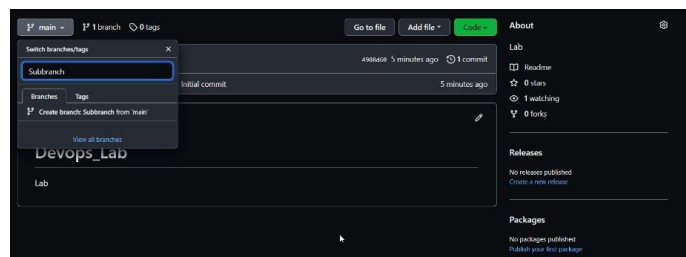 main
1 branch
0 tags
Go to file
Add file
Code
Switch branches/tags
Subbranch
Branches
Tags
Create branch: Subbranch from 'main'
View all branches
5 minutes ago
1 commit
Initial commit
5 minutes ago
Devops_Lab
Lab
About
Lab
Readme
0 stars
1 watching
0 forks
Releases
No releases published
Create a new release
Packages
No packages published
Publish your first package